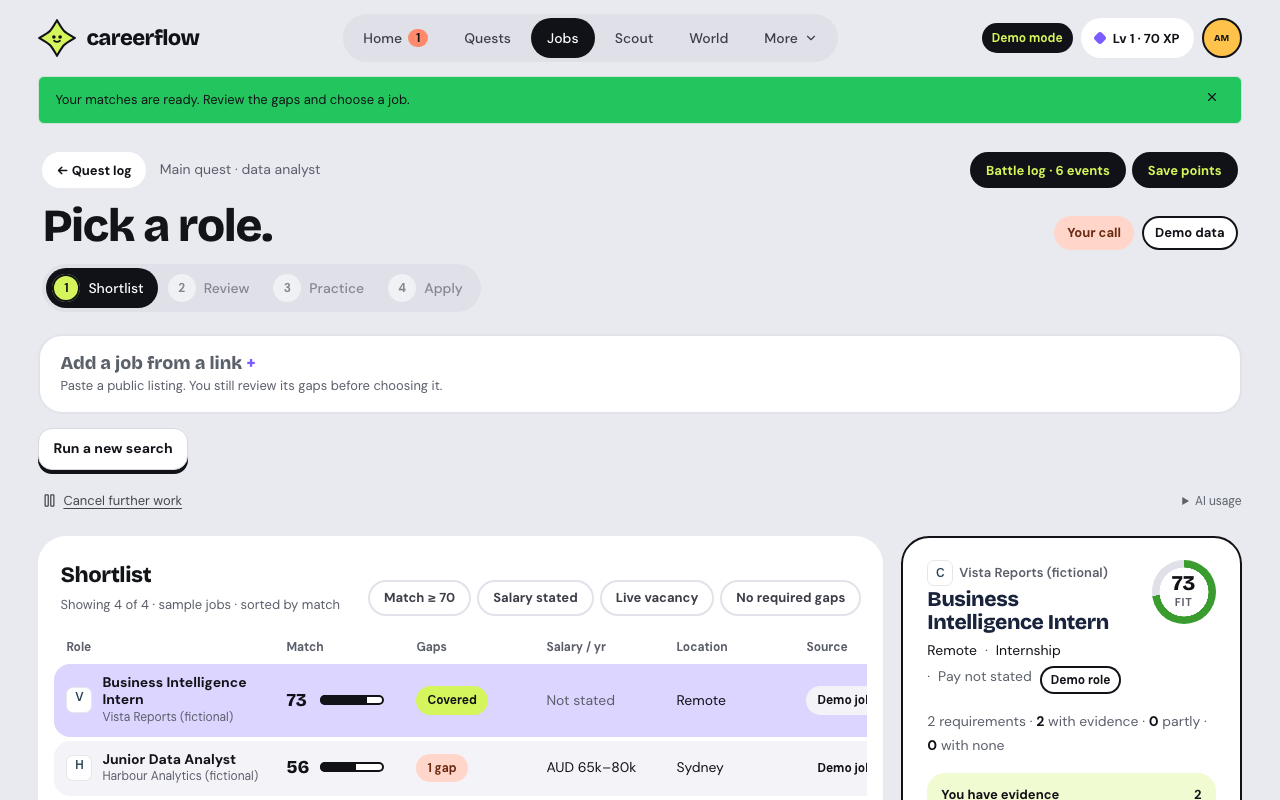 careerflow
Home 1
Quests
Jobs
Scout
World
More
Demo mode
Lv 1 · 70 XP
AM
Your matches are ready. Review the gaps and choose a job.
← Quest log
Main quest · data analyst
Battle log · 6 events
Save points
Pick a role.
Your call
Demo data
1 Shortlist
2 Review
3 Practice
4 Apply
Add a job from a link +
Paste a public listing. You still review its gaps before choosing it.
Run a new search
Cancel further work
AI usage
Shortlist
Showing 4 of 4 · sample jobs · sorted by match
Match ≥ 70
Salary stated
Live vacancy
No required gaps
Role
Match
Gaps
Salary / yr
Location
Source
V
Business Intelligence
Intern
Vista Reports (fictional)
73
Covered
Not stated
Remote
Demo jo
H
Junior Data Analyst
Harbour Analytics (fictional)
56
1 gap
AUD 65k–80k
Sydney
Demo jo
C
Vista Reports (fictional)
Business
Intelligence Intern
73
FIT
Remote · Internship
· Pay not stated
Demo role
2 requirements · 2 with evidence · 0 partly ·
0 with none
You have evidence
2